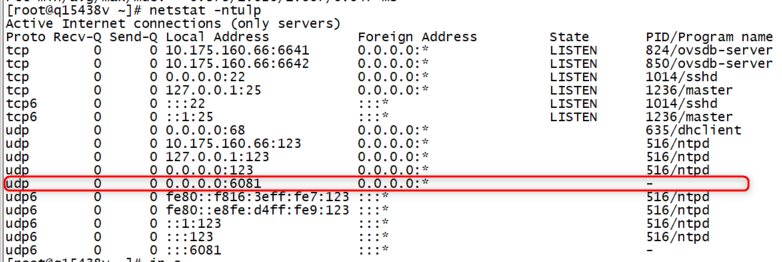 [root@q15438v ~]# netstat -ntulp
Active Internet connections (only servers)
Proto Recv-Q Send-Q Local Address           Foreign Address         State       PID/Program name
tcp        0      0 10.175.160.66:6641      0.0.0.0:*               LISTEN      824/ovsdb-server
tcp        0      0 10.175.160.66:6642      0.0.0.0:*               LISTEN      850/ovsdb-server
tcp        0      0 0.0.0.0:22              0.0.0.0:*               LISTEN      1014/sshd
tcp        0      0 127.0.0.1:25            0.0.0.0:*               LISTEN      1236/master
tcp6       0      0 :::22                   :::*                    LISTEN      1014/sshd
tcp6       0      0 ::1:25                  :::*                    LISTEN      1236/master
udp        0      0 0.0.0.0:68              0.0.0.0:*                           635/dhclient
udp        0      0 10.175.160.66:123       0.0.0.0:*                           516/ntpd
udp        0      0 127.0.0.1:123           0.0.0.0:*                           516/ntpd
udp        0      0 0.0.0.0:123             0.0.0.0:*                           516/ntpd
udp        0      0 0.0.0.0:6081            0.0.0.0:*                           -
udp6       0      0 fe80::f816:3eff:fe7:123 :::*                                516/ntpd
udp6       0      0 fe80::e8fe:d4ff:fe9:123 :::*                                516/ntpd
udp6       0      0 ::1:123                 :::*                                516/ntpd
udp6       0      0 :::123                  :::*                                516/ntpd
udp6       0      0 :::6081                 :::*                                -